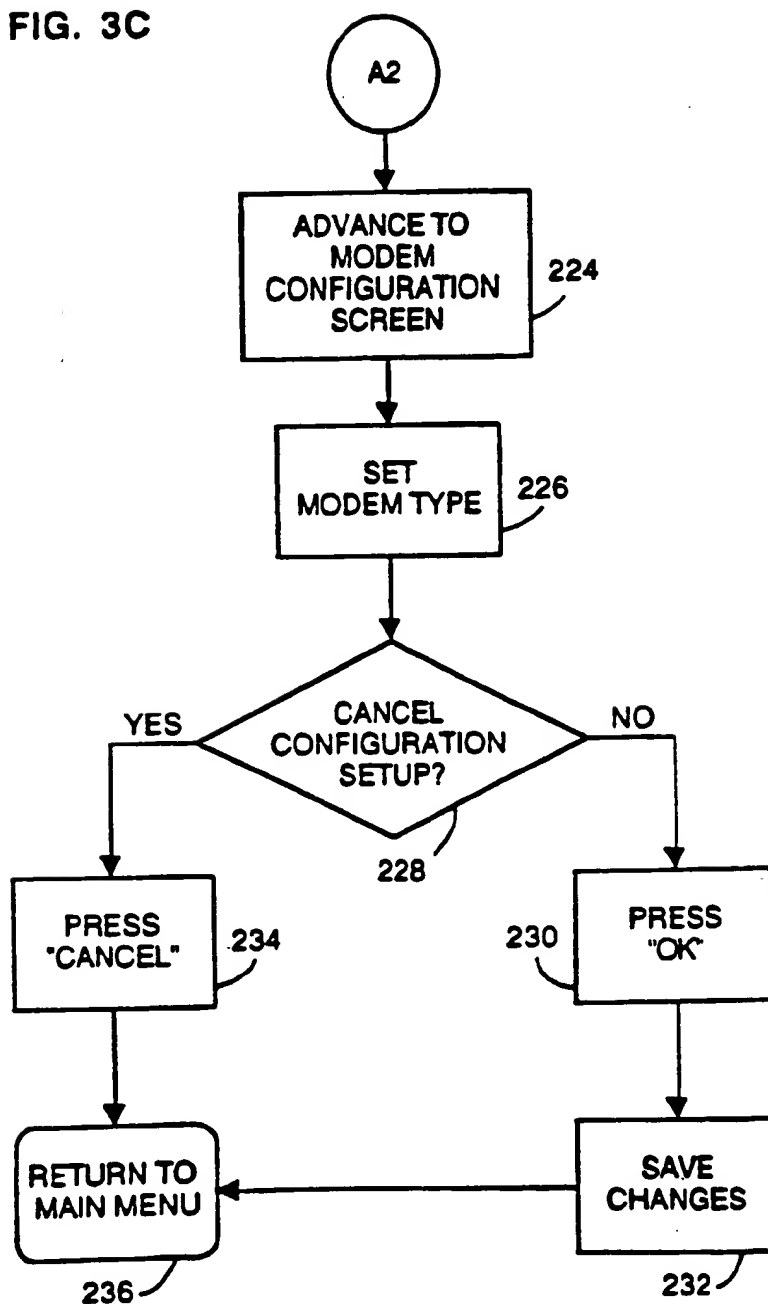 FIG. 3C
A2
ADVANCE TO
MODEM
CONFIGURATION
SCREEN
224
SET
MODEM TYPE
226
YES
CANCEL
CONFIGURATION
SETUP?
NO
228
PRESS
"CANCEL"
234
230
PRESS
"OK"
RETURN TO
MAIN MENU
236
SAVE
CHANGES
232